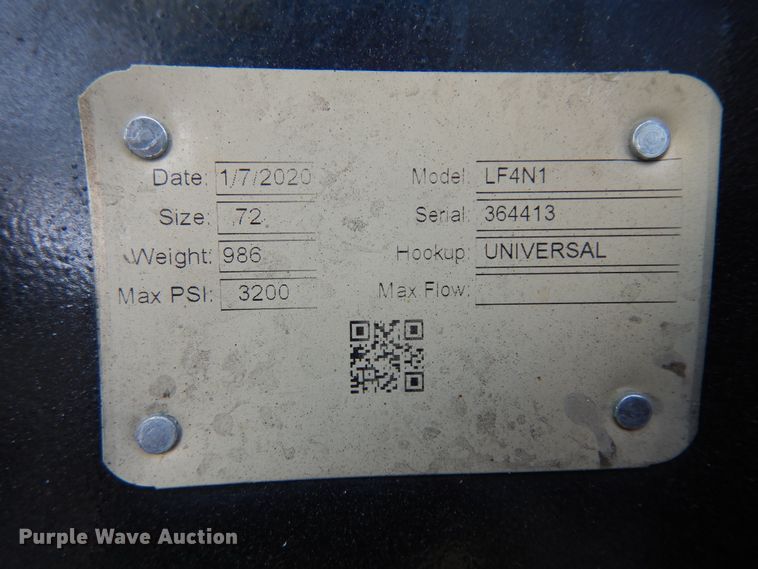 Date: 1/7/2020 Model: LF4N1
Size: 72 Serial: 364413
Weight: 986 Hookup: UNIVERSAL
Max PSI: 3200 Max Flow:
Purple Wave Auction®